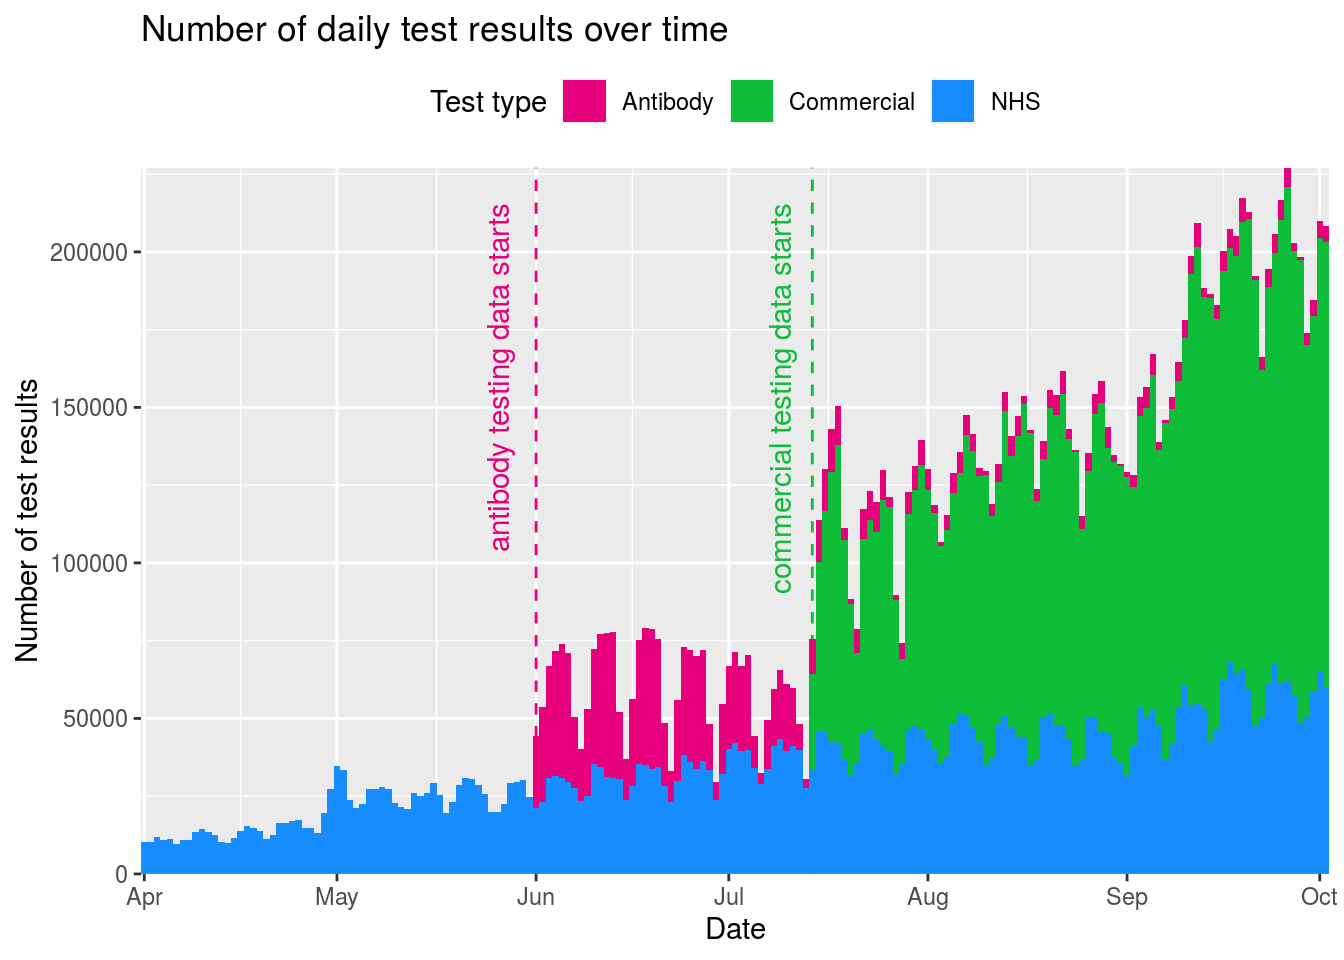 Number of daily test results over time
Test type Antibody Commercial NHS
Number of test results
200000
150000
100000
50000
0
antibody testing data starts
commercial testing data starts
Apr May Jun Jul Aug Sep Oct
Date